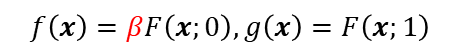 f(x) = βF(x; 0), g(x) = F(x; 1)